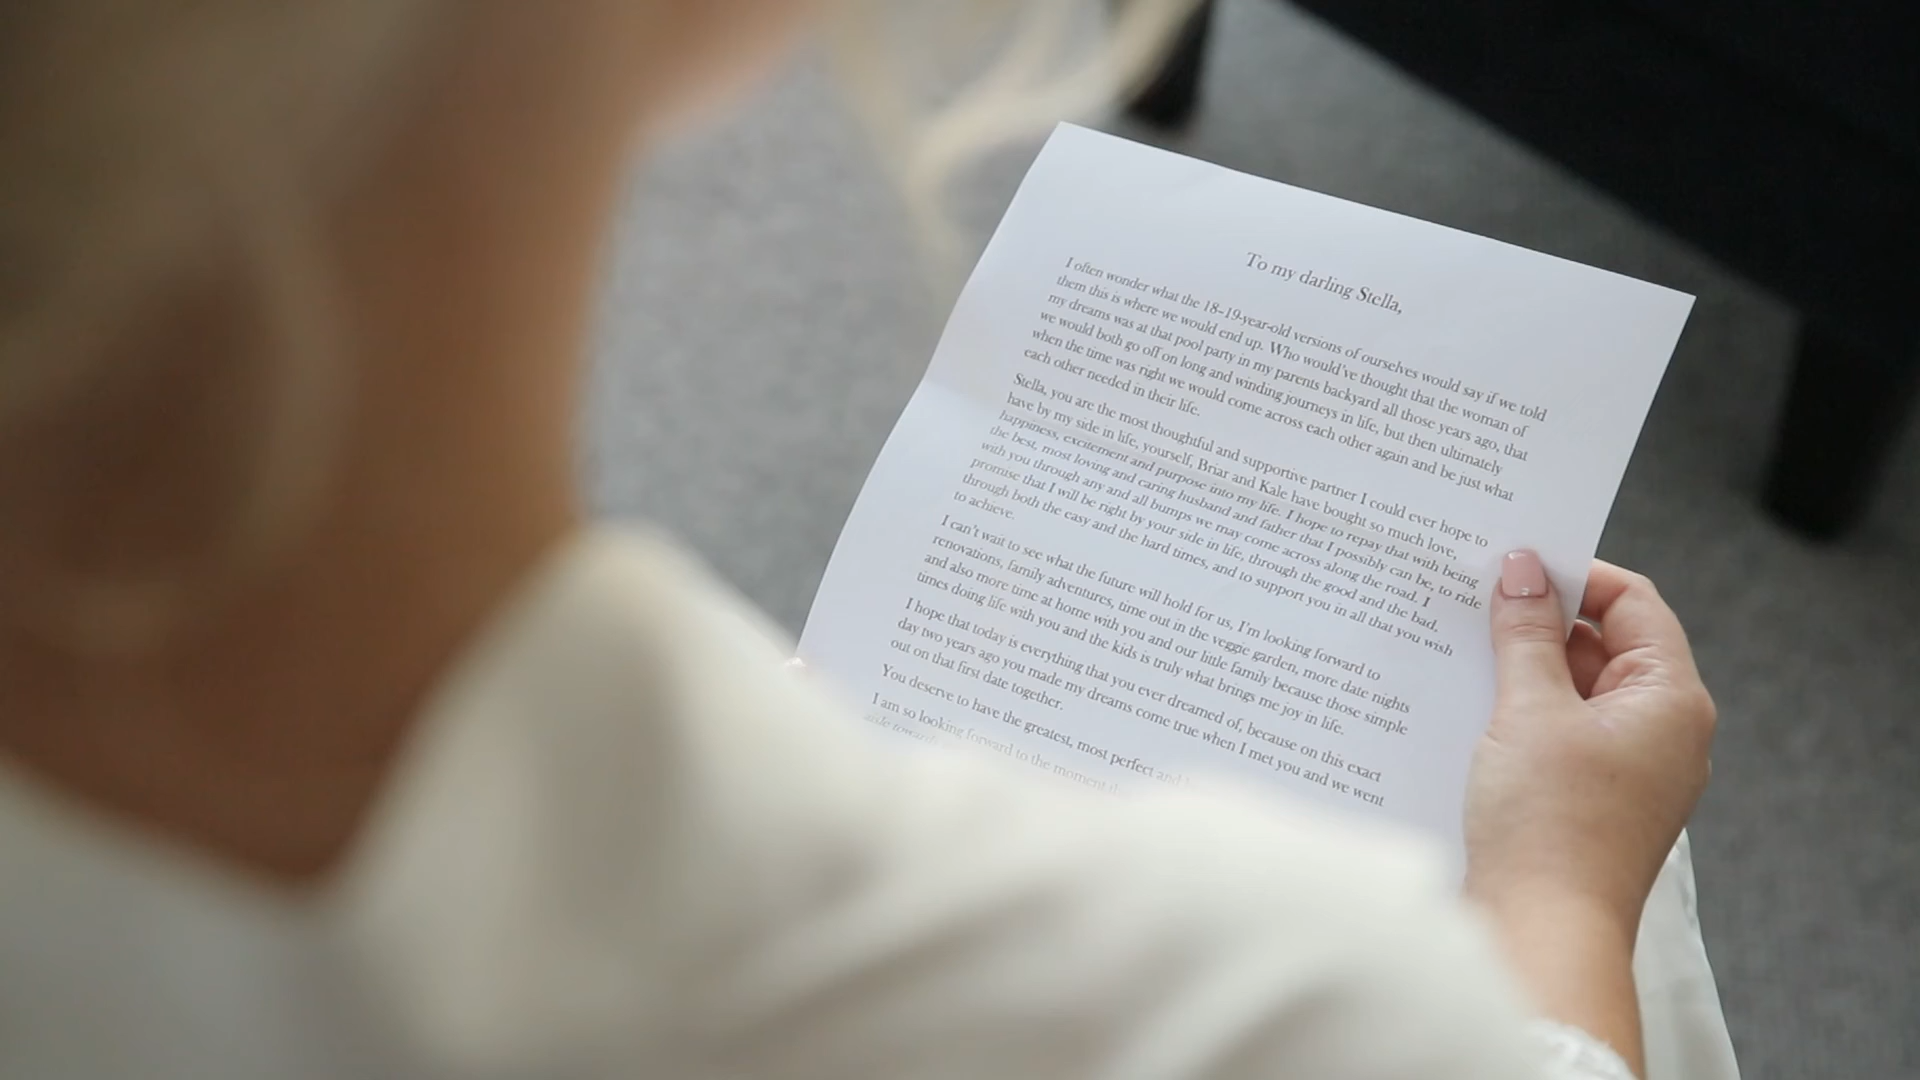 To my darling Stella,
I often wonder what the 18-19-year-old versions of ourselves would say if we told
them this is where we would end up. Who would've thought that the woman of
my dreams was at that pool party in my parents backyard all those years ago, that
we would both go off on long and winding journeys in life, but then ultimately
when the time was right we would come across each other again and be just what
each other needed in their life.
Stella, you are the most thoughtful and supportive partner I could ever hope to
have by my side in life, yourself, Briar and Kale have bought so much love,
happiness, excitement and purpose into my life. I hope to repay that with being
the best, most loving and caring husband and father that I possibly can be, to ride
with you through any and all bumps we may come across along the road. I
promise that I will be right by your side in life, through the good and the bad,
through both the easy and the hard times, and to support you in all that you wish
to achieve.
I can't wait to see what the future will hold for us, I'm looking forward to
renovations, family adventures, time out in the veggie garden, more date nights
and also more time at home with you and our little family because those simple
times doing life with you and the kids is truly what brings me joy in life.
I hope that today is everything that you ever dreamed of, because on this exact
day two years ago you made my dreams come true when I met you and we went
out on that first date together.
You deserve to have the greatest, most perfect and
I am so looking forward to the moment
aisle towards